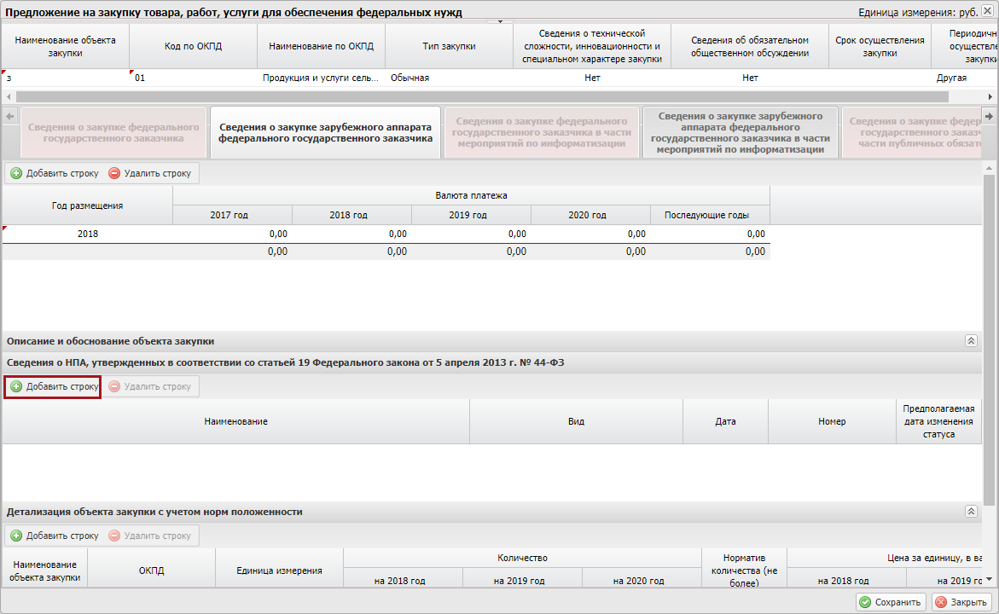 Предложение на закупку товара, работ, услуги для обеспечения федеральных нужд
Единица измерения: руб.
Наименование объекта закупки
Код по ОКПД
Наименование по ОКПД
Тип закупки
Сведения о технической сложности, инновационности и специальном характере закупки
Сведения об обязательном общественном обсуждении
Срок осуществления закупки
Периодичн
осуществле
закупки
з
01
Продукция и услуги сель...
Обычная
Нет
Нет
Другая
Сведения о закупке федерального
государственного заказчика
Сведения о закупке зарубежного аппарата
федерального государственного заказчика
Сведения о закупке федерального
государственного заказчика в части
мероприятий по информатизации
Сведения о закупке зарубежного
аппарата федерального
государственного заказчика в части
мероприятий по информатизации
Сведения о закупке федер
государственного заказч
части публичных обязате
Добавить строку
Удалить строку
Год размещения
Валюта платежа
2017 год
2018 год
2019 год
2020 год
Последующие годы
2018
0,00
0,00
0,00
0,00
0,00
0,00
0,00
0,00
0,00
0,00
Описание и обоснование объекта закупки
Сведения о НПА, утвержденных в соответствии со статьей 19 Федерального закона от 5 апреля 2013 г. № 44-ФЗ
Добавить строку
Удалить строку
Наименование
Вид
Дата
Номер
Предполагаемая
дата изменения
статуса
Детализация объекта закупки с учетом норм положенности
Добавить строку
Удалить строку
Наименование
объекта закупки
ОКПД
Единица измерения
Количество
на 2018 год
на 2019 год
на 2020 год
Норматив
количества (не
более)
Цена за единицу, в ва
на 2018 год
на 2019 го
Сохранить
Закрыть